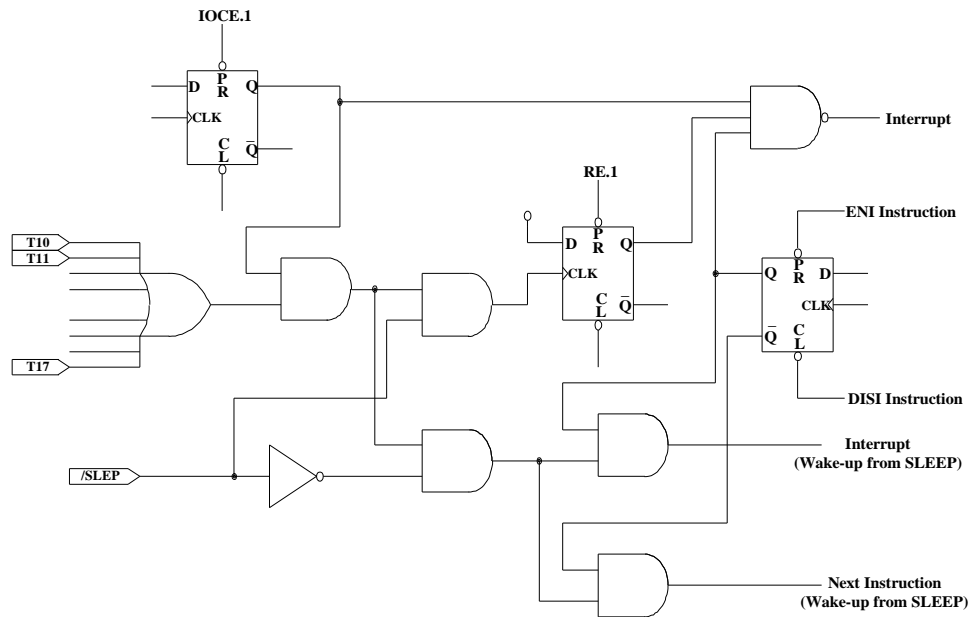 IOCE.1
D
P
R
Q
CLK
C
L
Q
Interrupt
RE.1
D
P
R
Q
CLK
C
L
Q
ENI Instruction
Q
P
R
D
CLK
Q
C
L
DISI Instruction
T10
T11
T17
/SLEP
Interrupt
(Wake-up from SLEEP)
Next Instruction
(Wake-up from SLEEP)